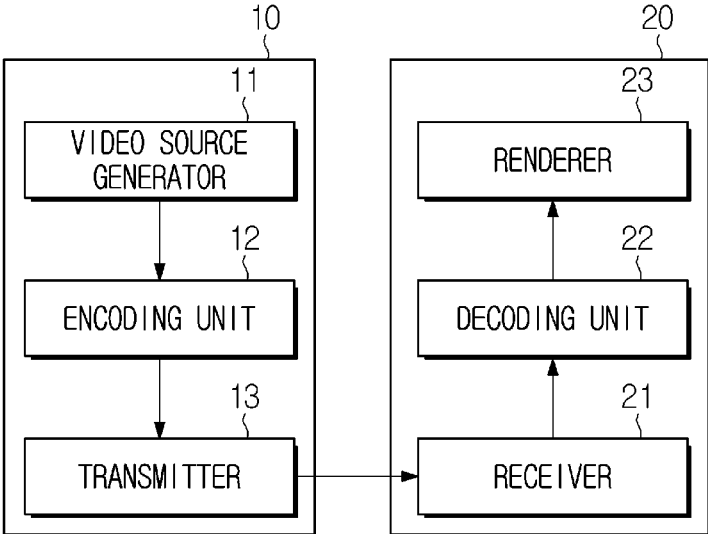 10
11
VIDEO SOURCE
GENERATOR
12
ENCODING UNIT
13
TRANSMITTER
20
23
RENDERER
22
DECODING UNIT
21
RECEIVER